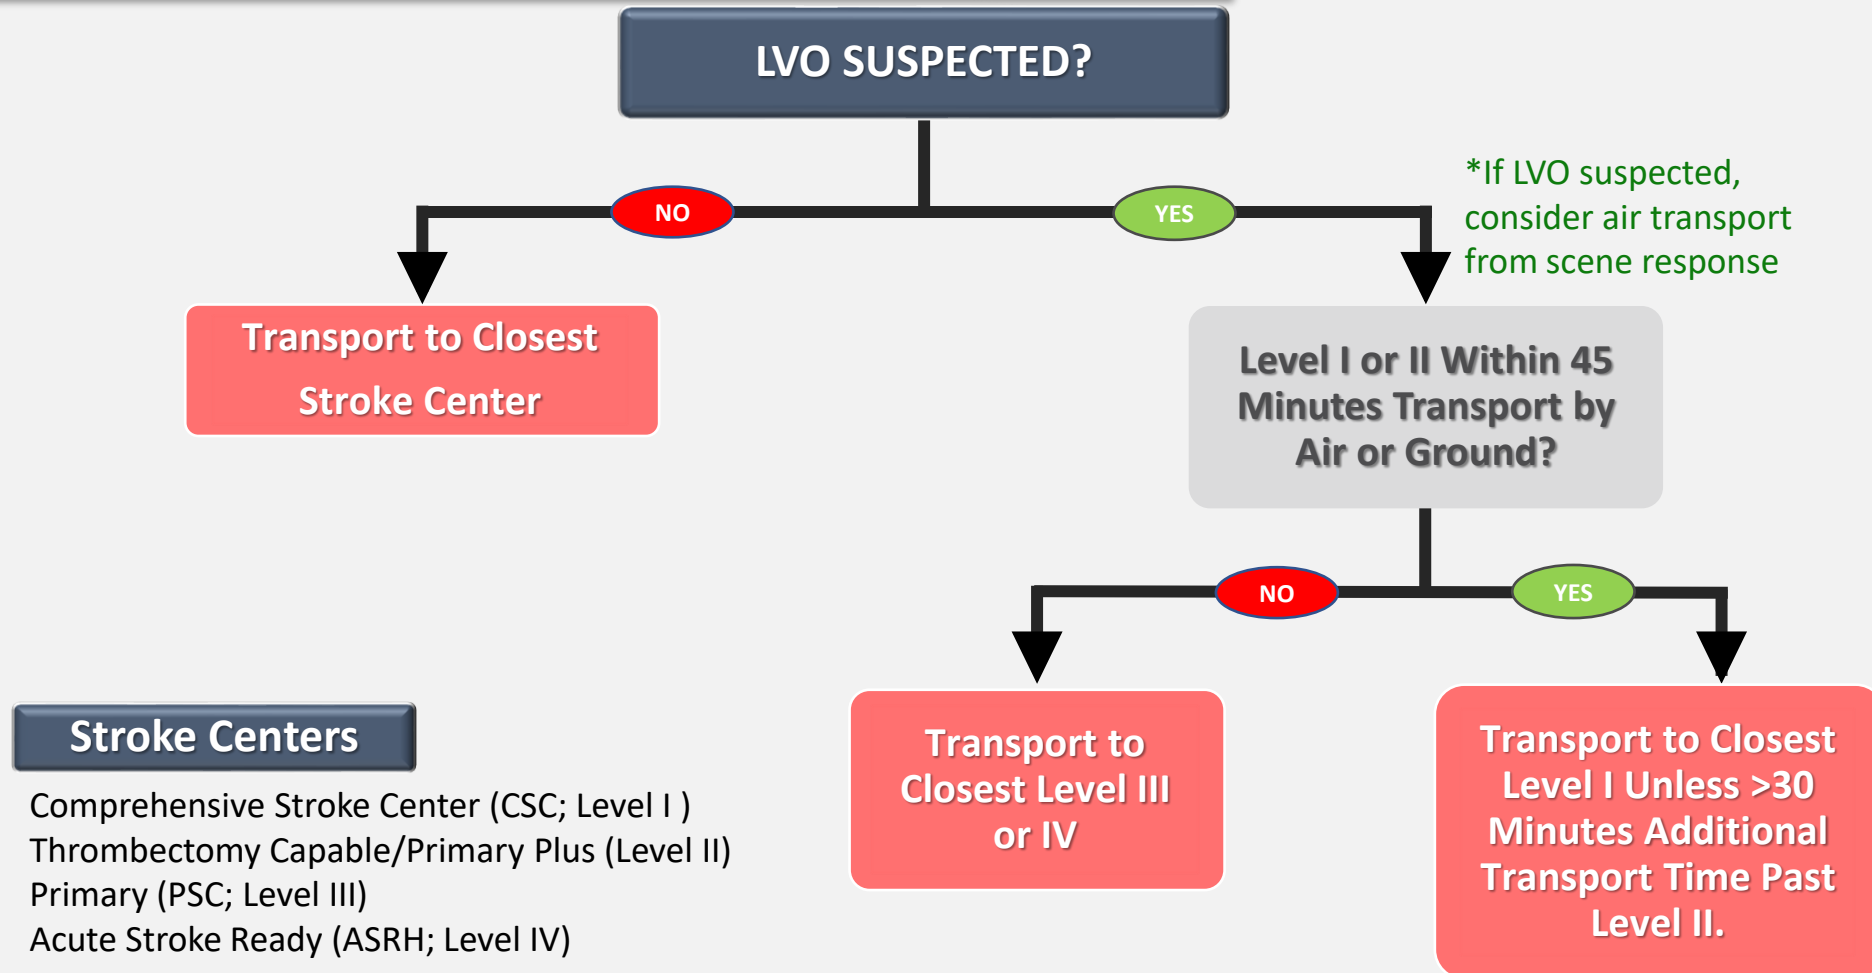 LVO SUSPECTED?
NO
YES
*If LVO suspected,
consider air transport
from scene response
Transport to Closest
Stroke Center
Level I or II Within 45
Minutes Transport by
Air or Ground?
NO
YES
Transport to
Closest Level III
or IV
Transport to Closest
Level I Unless >30
Minutes Additional
Transport Time Past
Level II.
Stroke Centers
Comprehensive Stroke Center (CSC; Level I )
Thrombectomy Capable/Primary Plus (Level II)
Primary (PSC; Level III)
Acute Stroke Ready (ASRH; Level IV)